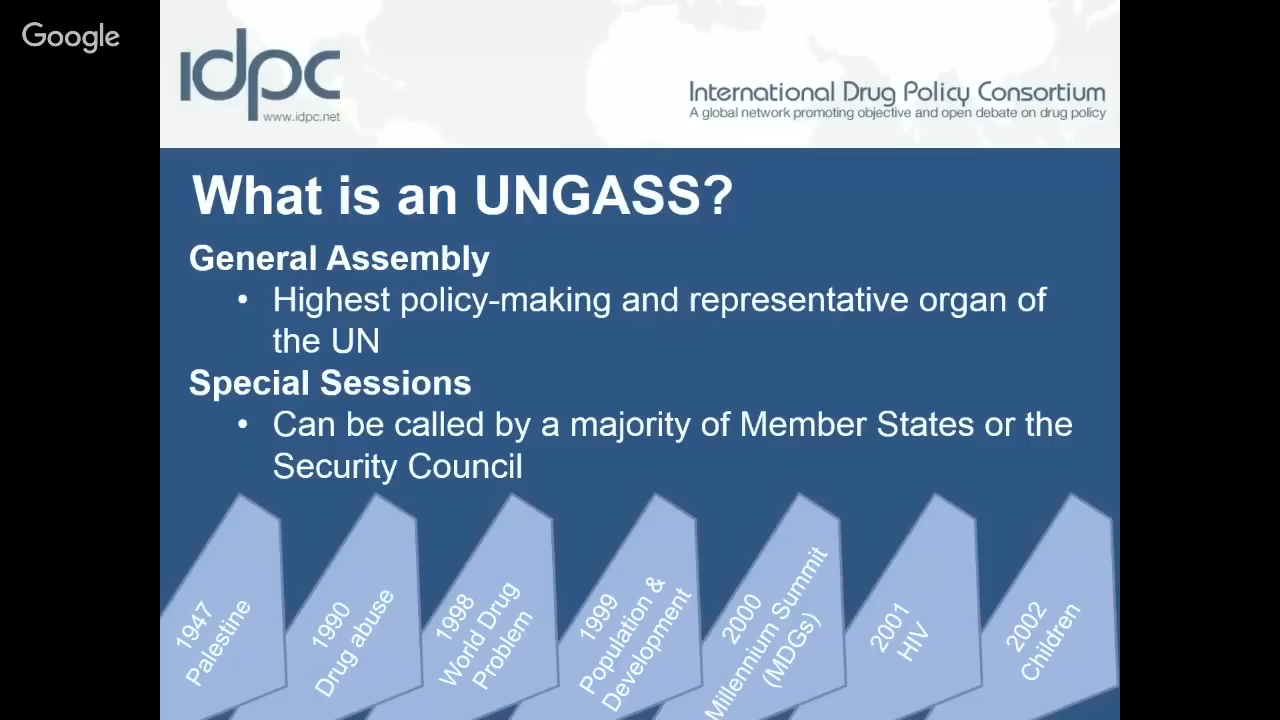 Google
idpc
www.idpc.net
International Drug Policy Consortium
A global network promoting objective and open debate on drug policy
What is an UNGASS?
General Assembly
• Highest policy-making and representative organ of
the UN
Special Sessions
• Can be called by a majority of Member States or the
Security Council
1947
Palestine
1990
Drug abuse
1998
World Drug
Problem
1999
Population &
Development
2000
Millennium Summit
(MDGs)
2001
HIV
2002
Children